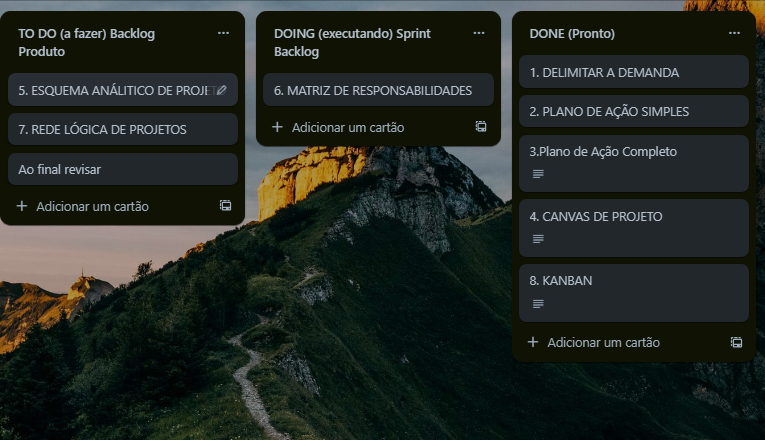 TO DO (a fazer) Backlog
Produto
5. ESQUEMA ANÁLITICO DE PROJET
7. REDE LÓGICA DE PROJETOS
Ao final revisar
Adicionar um cartão
DOING (executando) Sprint
Backlog
6. MATRIZ DE RESPONSABILIDADES
Adicionar um cartão
DONE (Pronto)
1. DELIMITAR A DEMANDA
2. PLANO DE AÇÃO SIMPLES
3.Plano de Ação Completo
4. CANVAS DE PROJETO
8. KANBAN
Adicionar um cartão